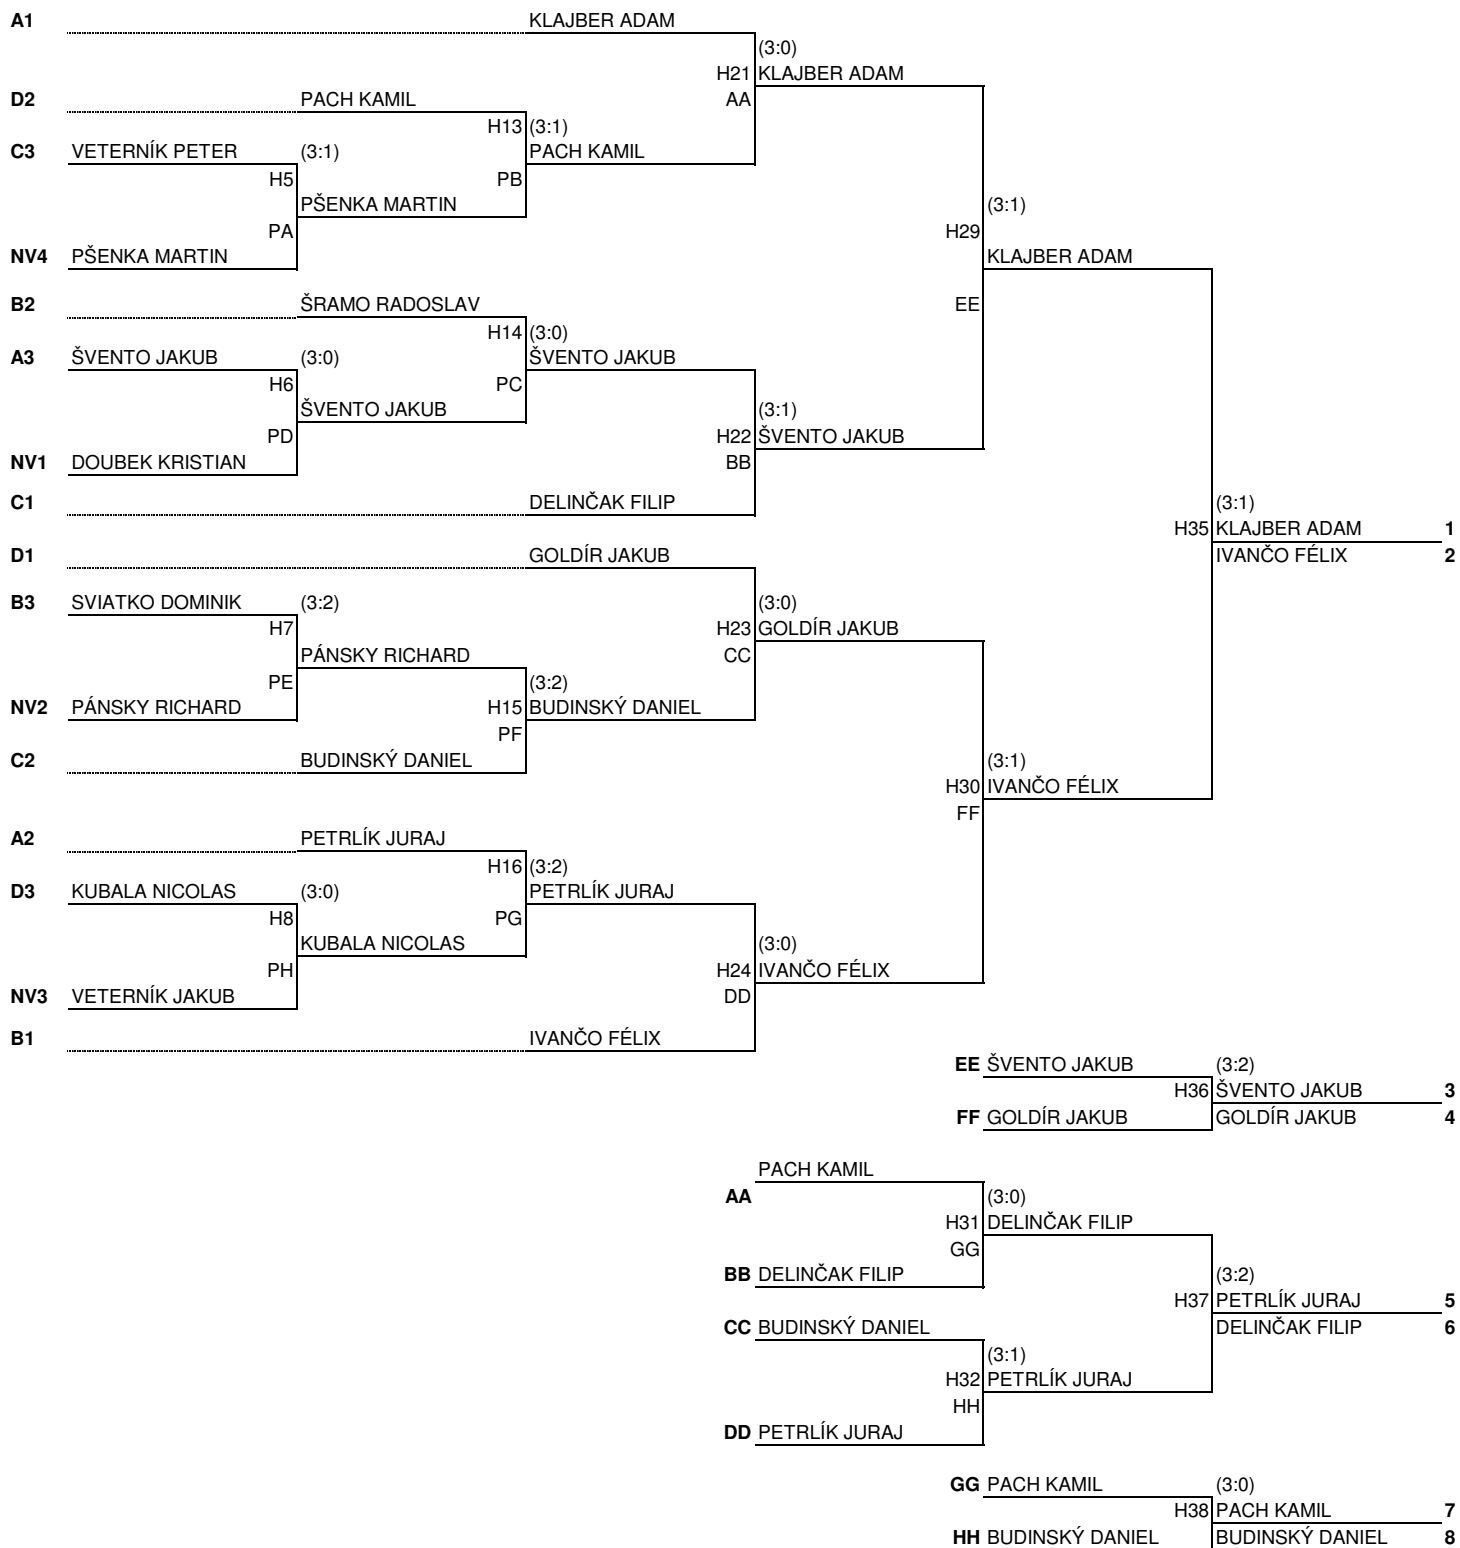 A1 KLAJBER ADAM
(3:0)
H21 KLAJBER ADAM
D2 PACH KAMIL AA
H13 (3:1)
C3 VETERNÍK PETER (3:1) PACH KAMIL
H5 PB
PŠENKA MARTIN (3:1)
PA H29
NV4 PŠENKA MARTIN KLAJBER ADAM
B2 ŠRAMO RADOSLAV EE
H14 (3:0)
A3 ŠVENTO JAKUB (3:0) ŠVENTO JAKUB
H6 PC
ŠVENTO JAKUB (3:1)
PD H22 ŠVENTO JAKUB
NV1 DOUBEK KRISTIAN BB
C1 DELINČAK FILIP (3:1)
H35 KLAJBER ADAM 1
D1 GOLDÍR JAKUB IVANČO FÉLIX 2
B3 SVIATKO DOMINIK (3:2) (3:0)
H7 H23 GOLDÍR JAKUB
PÁNSKY RICHARD CC
PE (3:2)
NV2 PÁNSKY RICHARD H15 BUDINSKÝ DANIEL
PF
C2 BUDINSKÝ DANIEL (3:1)
H30 IVANČO FÉLIX
FF
A2 PETRLÍK JURAJ
H16 (3:2)
D3 KUBALA NICOLAS (3:0) PETRLÍK JURAJ
H8 PG
KUBALA NICOLAS (3:0)
PH H24 IVANČO FÉLIX
NV3 VETERNÍK JAKUB DD
B1 IVANČO FÉLIX
EE ŠVENTO JAKUB (3:2)
H36 ŠVENTO JAKUB 3
FF GOLDÍR JAKUB GOLDÍR JAKUB 4
PACH KAMIL
AA (3:0)
H31 DELINČAK FILIP
GG
BB DELINČAK FILIP (3:2)
H37 PETRLÍK JURAJ 5
CC BUDINSKÝ DANIEL DELINČAK FILIP 6
(3:1)
H32 PETRLÍK JURAJ
HH
DD PETRLÍK JURAJ
GG PACH KAMIL (3:0)
H38 PACH KAMIL 7
HH BUDINSKÝ DANIEL BUDINSKÝ DANIEL 8